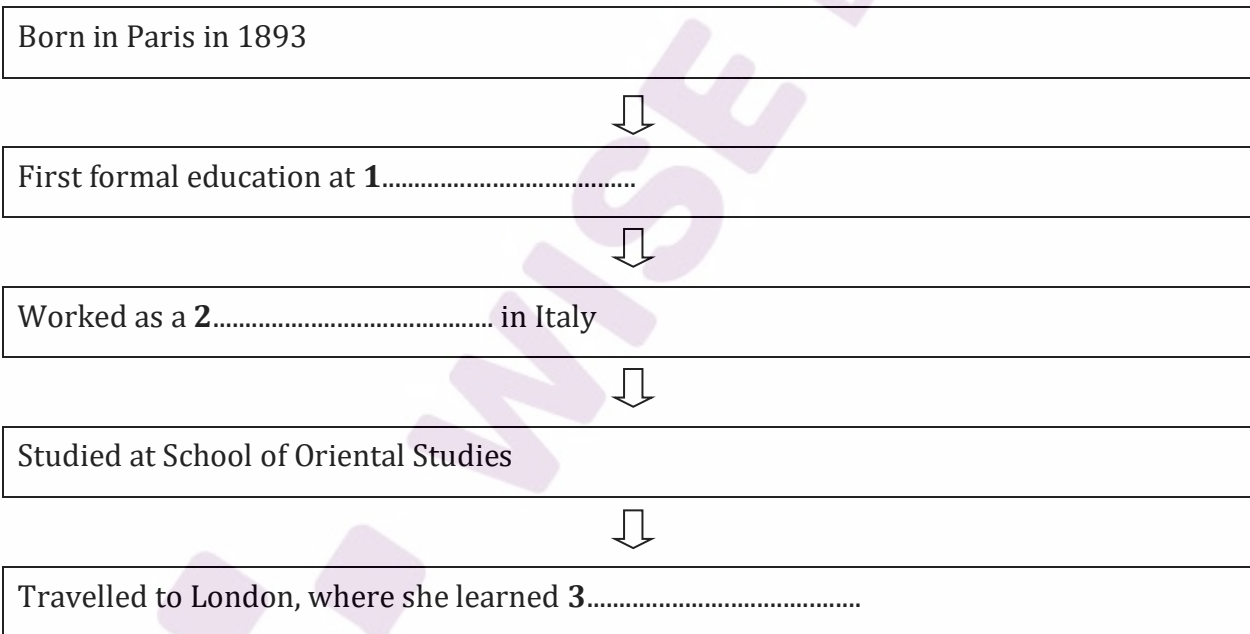 Born in Paris in 1893
First formal education at 1........................................
Worked as a 2............................................ in Italy
Studied at School of Oriental Studies
Travelled to London, where she learned 3...........................................
WISE